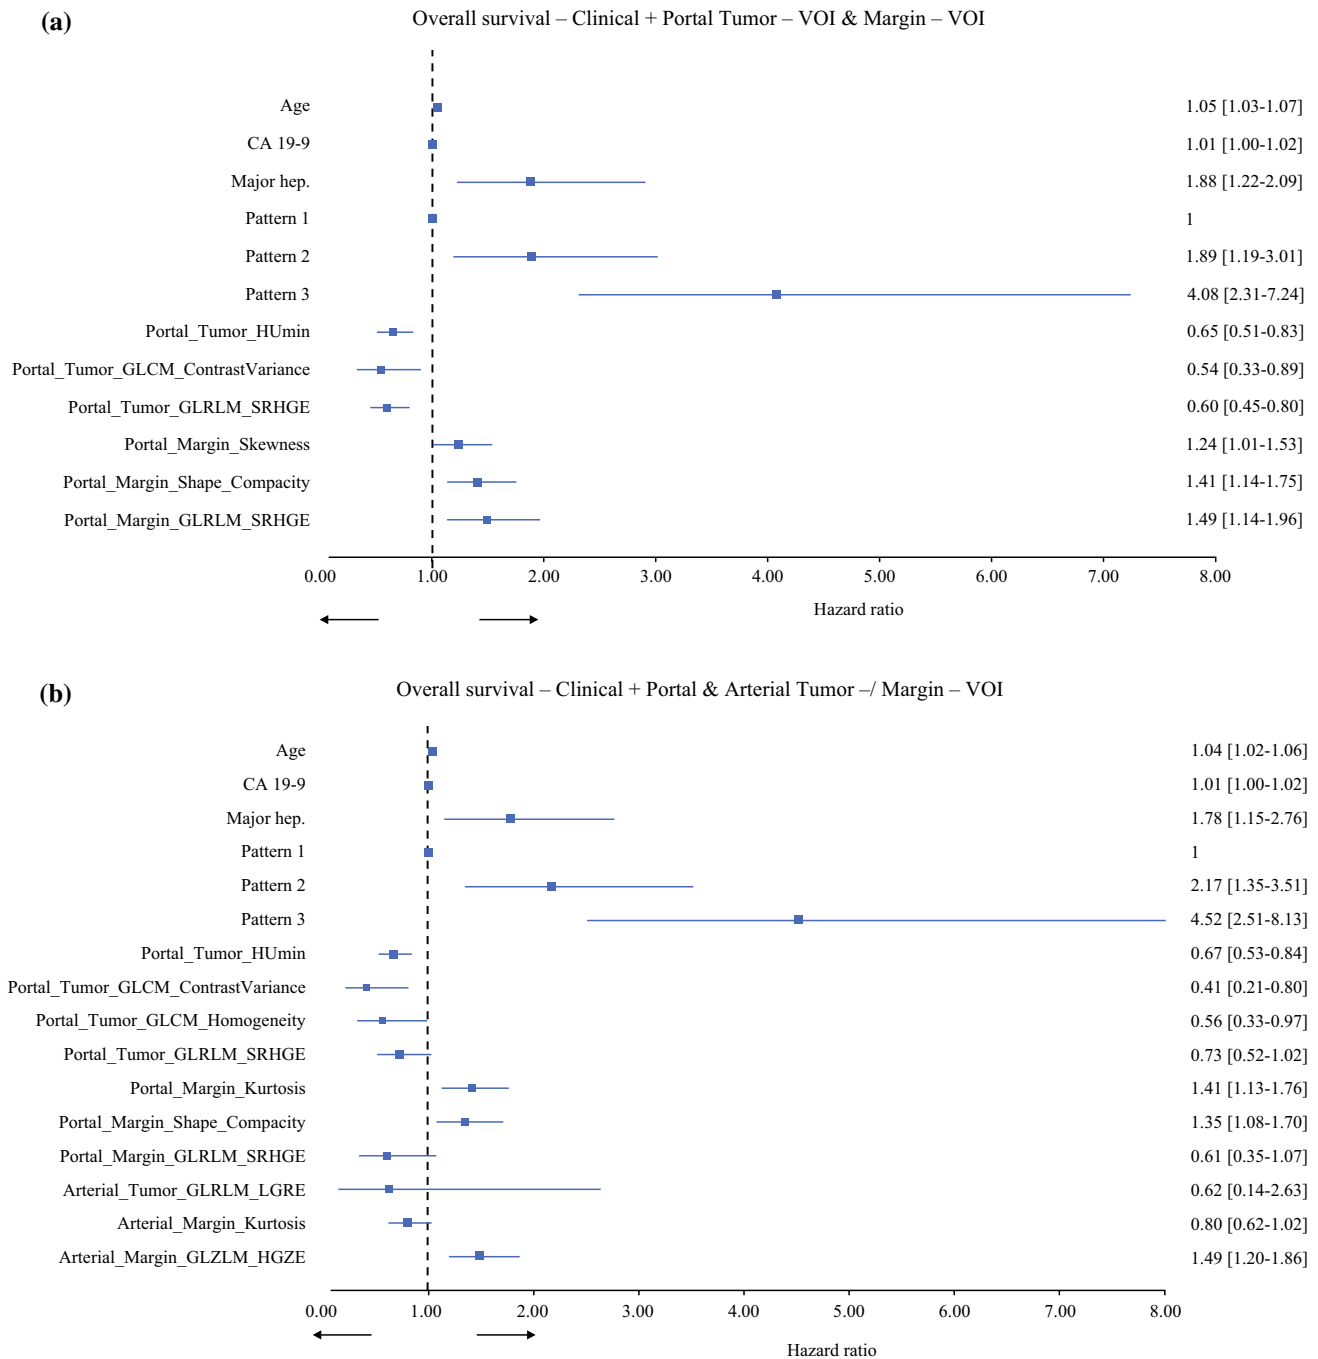 (a)
Overall survival – Clinical + Portal Tumor – VOI & Margin – VOI
Age 1.05 [1.03-1.07]
CA 19-9 1.01 [1.00-1.02]
Major hep. 1.88 [1.22-2.09]
Pattern 1 1
Pattern 2 1.89 [1.19-3.01]
Pattern 3 4.08 [2.31-7.24]
Portal_Tumor_HUmin 0.65 [0.51-0.83]
Portal_Tumor_GLCM_ContrastVariance 0.54 [0.33-0.89]
Portal_Tumor_GLRLM_SRHGE 0.60 [0.45-0.80]
Portal_Margin_Skewness 1.24 [1.01-1.53]
Portal_Margin_Shape_Compacity 1.41 [1.14-1.75]
Portal_Margin_GLRLM_SRHGE 1.49 [1.14-1.96]
0.00 1.00 2.00 3.00 4.00 5.00 6.00 7.00 8.00
Hazard ratio
(b)
Overall survival – Clinical + Portal & Arterial Tumor –/ Margin – VOI
Age 1.04 [1.02-1.06]
CA 19-9 1.01 [1.00-1.02]
Major hep. 1.78 [1.15-2.76]
Pattern 1 1
Pattern 2 2.17 [1.35-3.51]
Pattern 3 4.52 [2.51-8.13]
Portal_Tumor_HUmin 0.67 [0.53-0.84]
Portal_Tumor_GLCM_ContrastVariance 0.41 [0.21-0.80]
Portal_Tumor_GLCM_Homogeneity 0.56 [0.33-0.97]
Portal_Tumor_GLRLM_SRHGE 0.73 [0.52-1.02]
Portal_Margin_Kurtosis 1.41 [1.13-1.76]
Portal_Margin_Shape_Compacity 1.35 [1.08-1.70]
Portal_Margin_GLRLM_SRHGE 0.61 [0.35-1.07]
Arterial_Tumor_GLRLM_LGRE 0.62 [0.14-2.63]
Arterial_Margin_Kurtosis 0.80 [0.62-1.02]
Arterial_Margin_GLZLM_HGZE 1.49 [1.20-1.86]
0.00 1.00 2.00 3.00 4.00 5.00 6.00 7.00 8.00
Hazard ratio